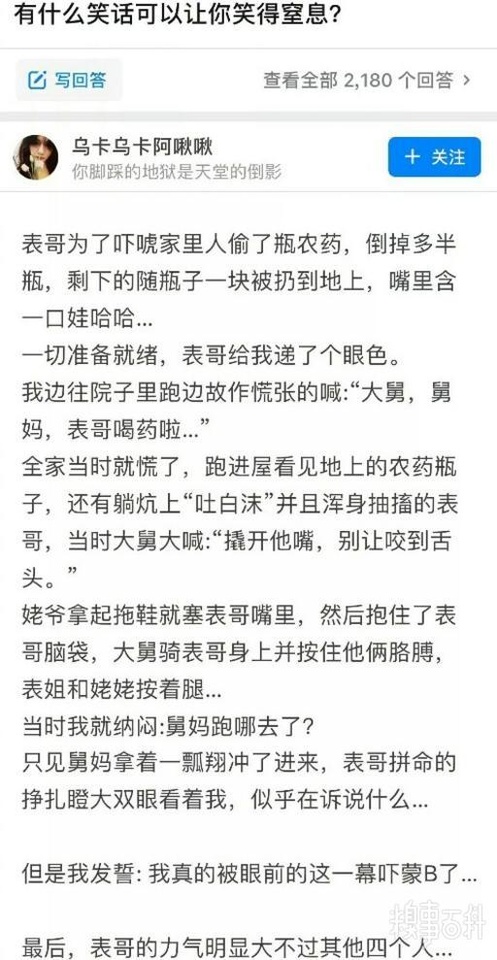 有什么笑话可以让你笑得窒息？
写回答
查看全部 2,180 个回答
乌卡乌卡阿啾啾
你脚踩的地狱是天堂的倒影
+ 关注
表哥为了吓唬家里人偷了瓶农药，倒掉多半
瓶，剩下的随瓶子一块被扔到地上，嘴里含
一口娃哈哈...
一切准备就绪，表哥给我递了个眼色。
我边往院子里跑边故作慌张的喊:“大舅，舅
妈，表哥喝药啦...”
全家当时就慌了，跑进屋看见地上的农药瓶
子，还有躺炕上“吐白沫”并且浑身抽搐的表
哥，当时大舅大喊:“撬开他嘴，别让咬到舌
头。”
姥爷拿起拖鞋就塞表哥嘴里，然后抱住了表
哥脑袋，大舅骑表哥身上并按住他俩胳膊，
表姐和姥姥按着腿...
当时我就纳闷:舅妈跑哪去了？
只见舅妈拿着一瓢翔冲了进来，表哥拼命的
挣扎瞪大双眼看着我，似乎在诉说什么...
但是我发誓: 我真的被眼前的这一幕吓蒙B了...
糗事百科
最后，表哥的力气明显大不过其他四个人...